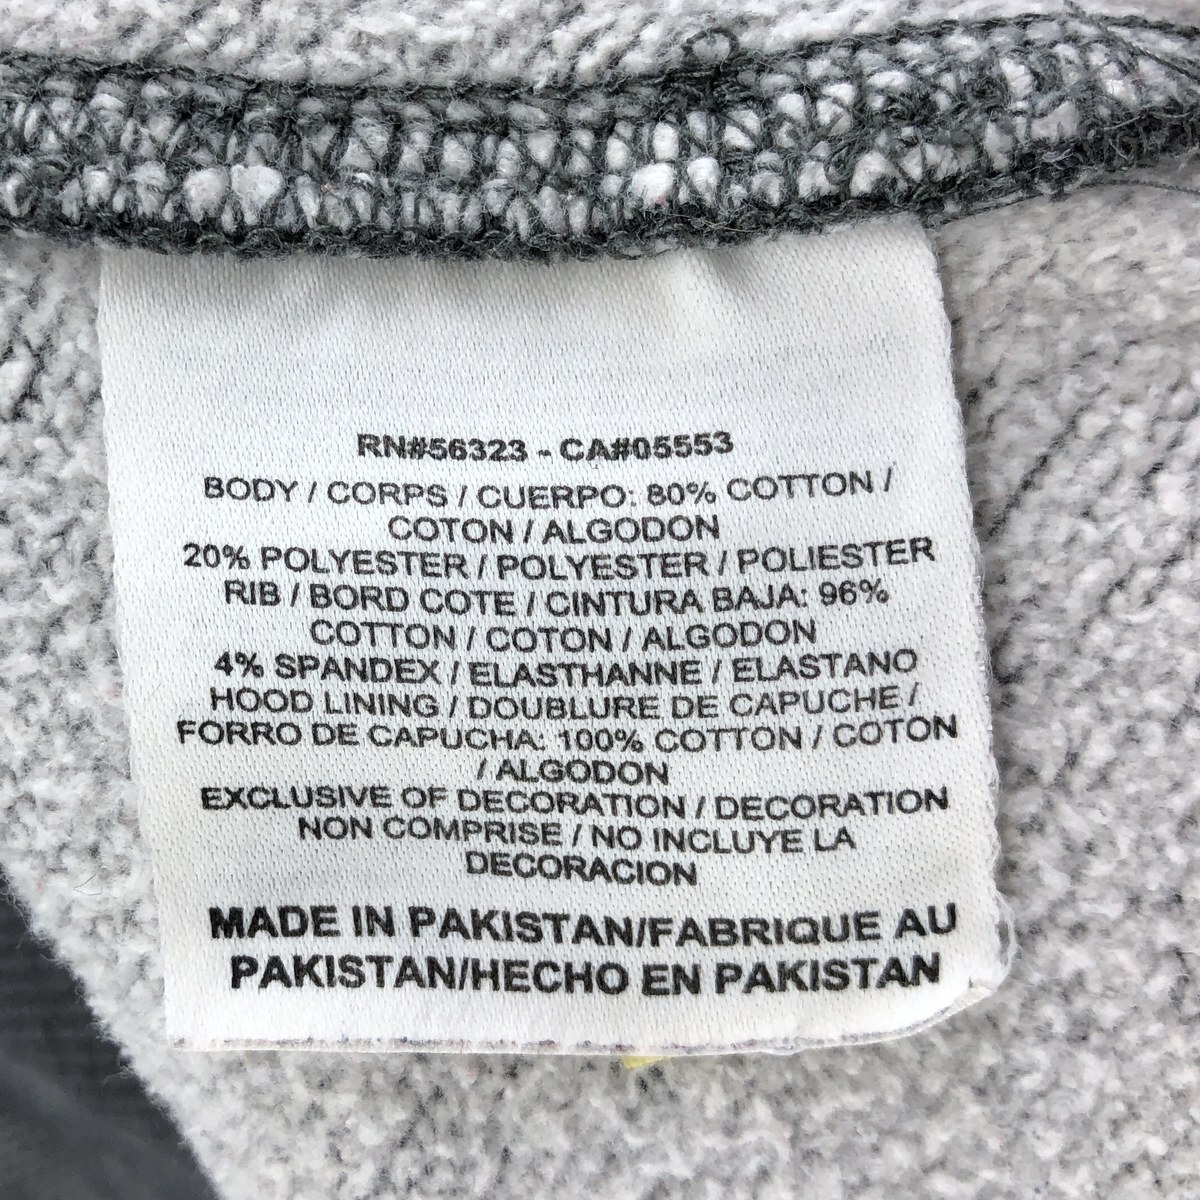 RN#56323 - CA#05553
BODY / CORPS / CUERPO: 80% COTTON /
COTON / ALGODON
20% POLYESTER / POLYESTER / POLIESTER
RIB / BORD COTE / CINTURA BAJA: 96%
COTTON / COTON / ALGODON
4% SPANDEX / ELASTHANNE / ELASTANO
HOOD LINING / DOUBLURE DE CAPUCHE /
FORRO DE CAPUCHA: 100% COTTON / COTON
/ ALGODON
EXCLUSIVE OF DECORATION / DECORATION
NON COMPRISE / NO INCLUYE LA
DECORACION
MADE IN PAKISTAN/FABRIQUE AU
PAKISTAN/HECHO EN PAKISTAN